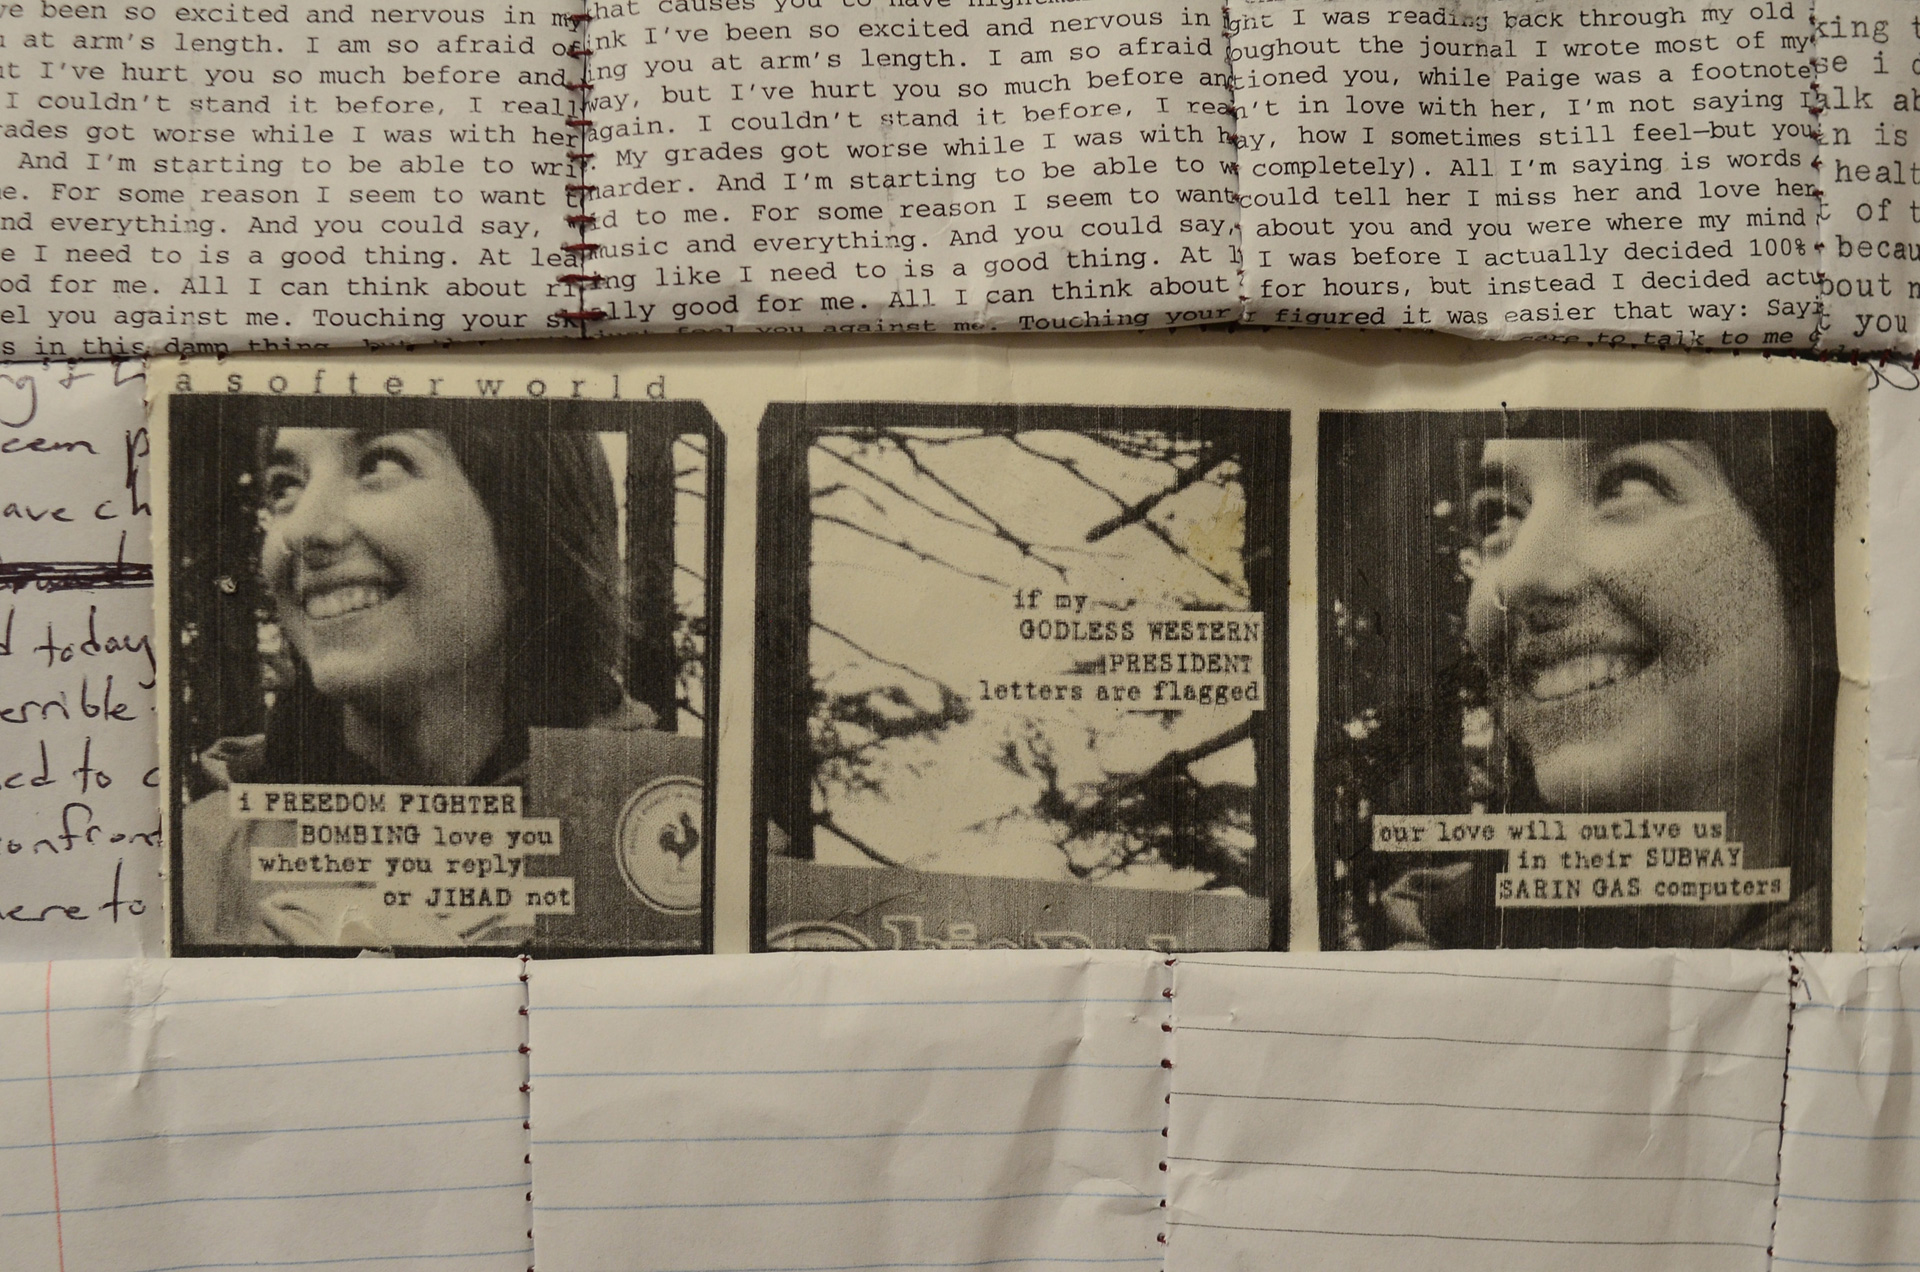 that causes you to have
've been so excited and nervous in my
at arm's length. I am so afraid of
I've hurt you so much before and
I couldn't stand it before, I reall
ades got worse while I was with her
And I'm starting to be able to wri
e. For some reason I seem to want t
nd everything. And you could say,
e I need to is a good thing. At lea
od for me. All I can think about ri
el you against me. Touching your sk
s in this damp thing,
ink I've been so excited and nervous in
ing you at arm's length. I am so afraid
way, but I've hurt you so much before an
again. I couldn't stand it before, I rea
. My grades got worse while I was with h
harder. And I'm starting to be able to w
id to me. For some reason I seem to want
music and everything. And you could say,
ing like I need to is a good thing. At l
lly good for me. All I can think about
just feel you against me. Touching your
ght I was reading back through my old
oughout the journal I wrote most of my
tioned you, while Paige was a footnote
n't in love with her, I'm not saying I
ay, how I sometimes still feel—but you
completely). All I'm saying is words
could tell her I miss her and love her
about you and you were where my mind
I was before I actually decided 100%
for hours, but instead I decided actu
figured it was easier that way: Sayi
care to talk to me
king t
se i
alk ab
n is
healt
of t
becau
bout m
you
ave ch
d today
errible
ed to c
onfront
ere to
a softer world
i FREEDOM FIGHTER
BOMBING love you
whether you reply
or JIHAD not
if my
GODLESS WESTERN
PRESIDENT
letters are flagged
our love will outlive us
in their SUBWAY
SARIN GAS computers